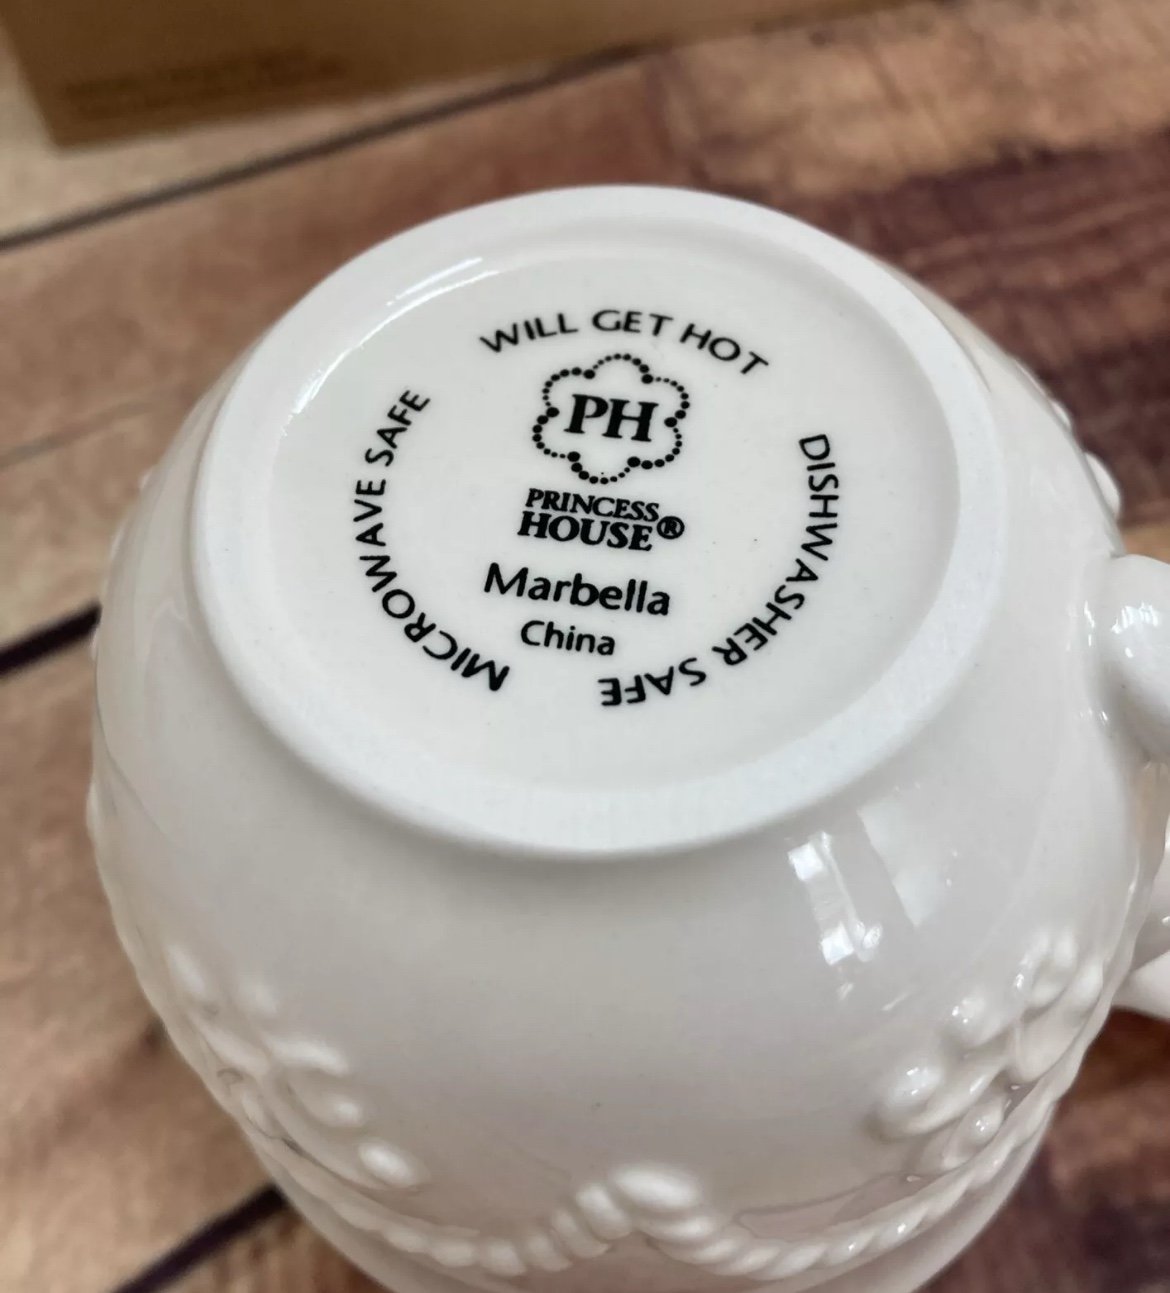 WILL GET HOT
PH
PRINCESS
HOUSE®
Marbella
China
MICROWAVE SAFE
DISHWASHER SAFE